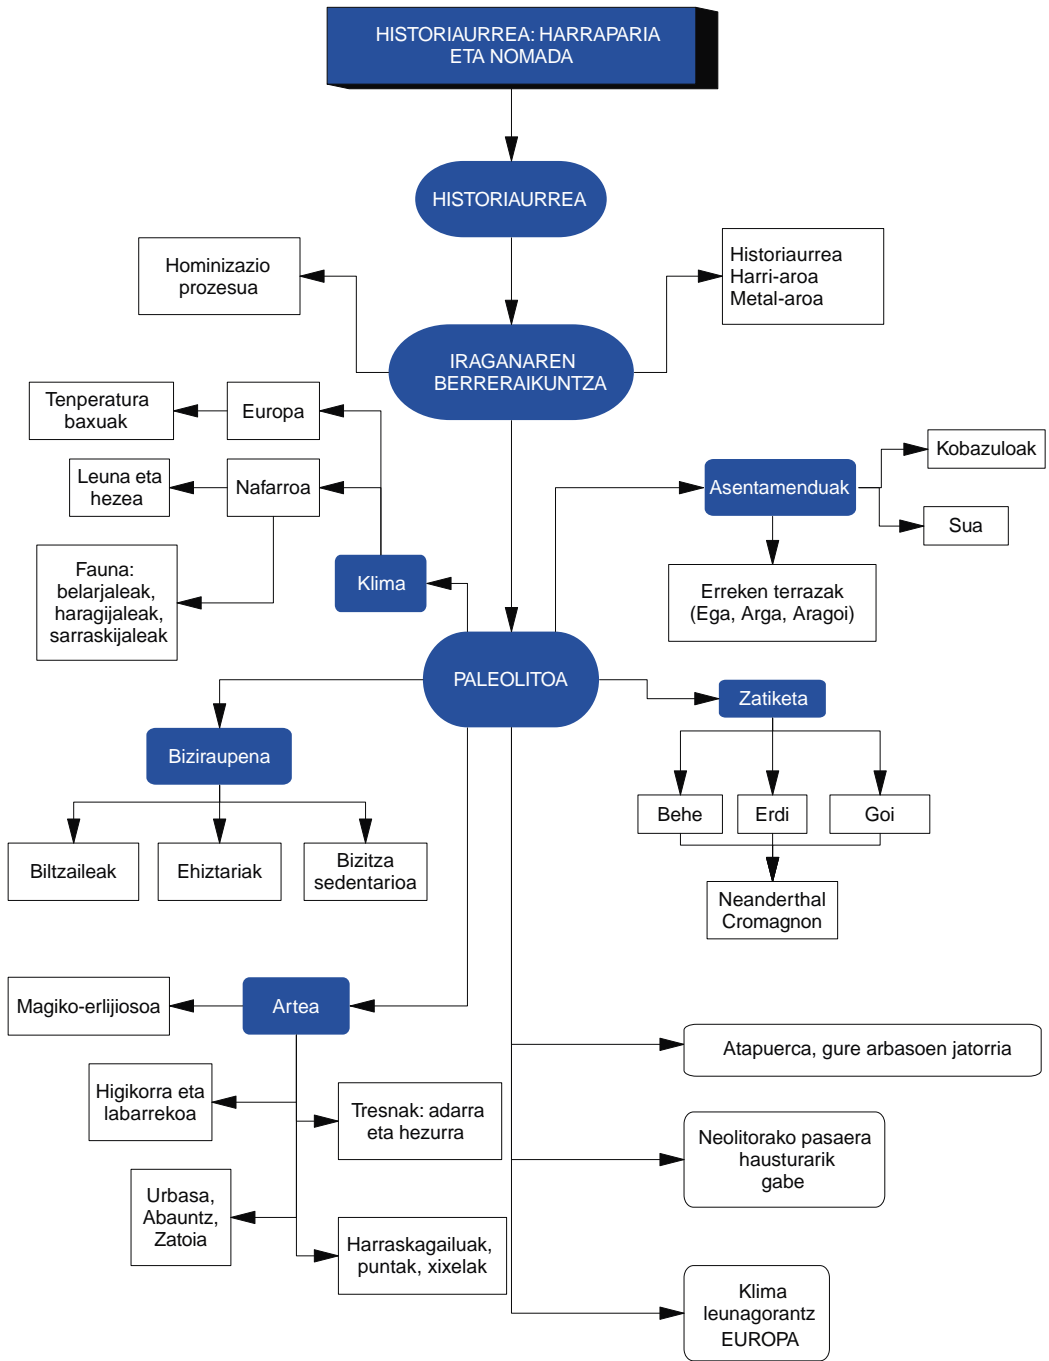 HISTORIAURREA: HARRAPARIA
ETA NOMADA
HISTORIAURREA
Hominizazio
prozesua
Historiaurrea
Harri-aroa
Metal-aroa
IRAGANAREN
BERRERAIKUNTZA
Tenperatura
baxuak
Europa
Leuna eta
hezea
Nafarroa
Fauna:
belarjaleak,
haragijaleak,
sarraskijaleak
Klima
Asentamenduak
Kobazuloak
Sua
Erreken terrazak
(Ega, Arga, Aragoi)
PALEOLITOA
Zatiketa
Behe
Erdi
Goi
Neanderthal
Cromagnon
Biziraupena
Biltzaileak
Ehiztariak
Bizitza
sedentarioa
Magiko-erlijiosoa
Artea
Higikorra eta
labarrekoa
Tresnak: adarra
eta hezurra
Urbasa,
Abauntz,
Zatoia
Harraskagailuak,
puntak, xixelak
Atapuerca, gure arbasoen jatorria
Neolitorako pasaera
hausturarik
gabe
Klima
leunagorantz
EUROPA